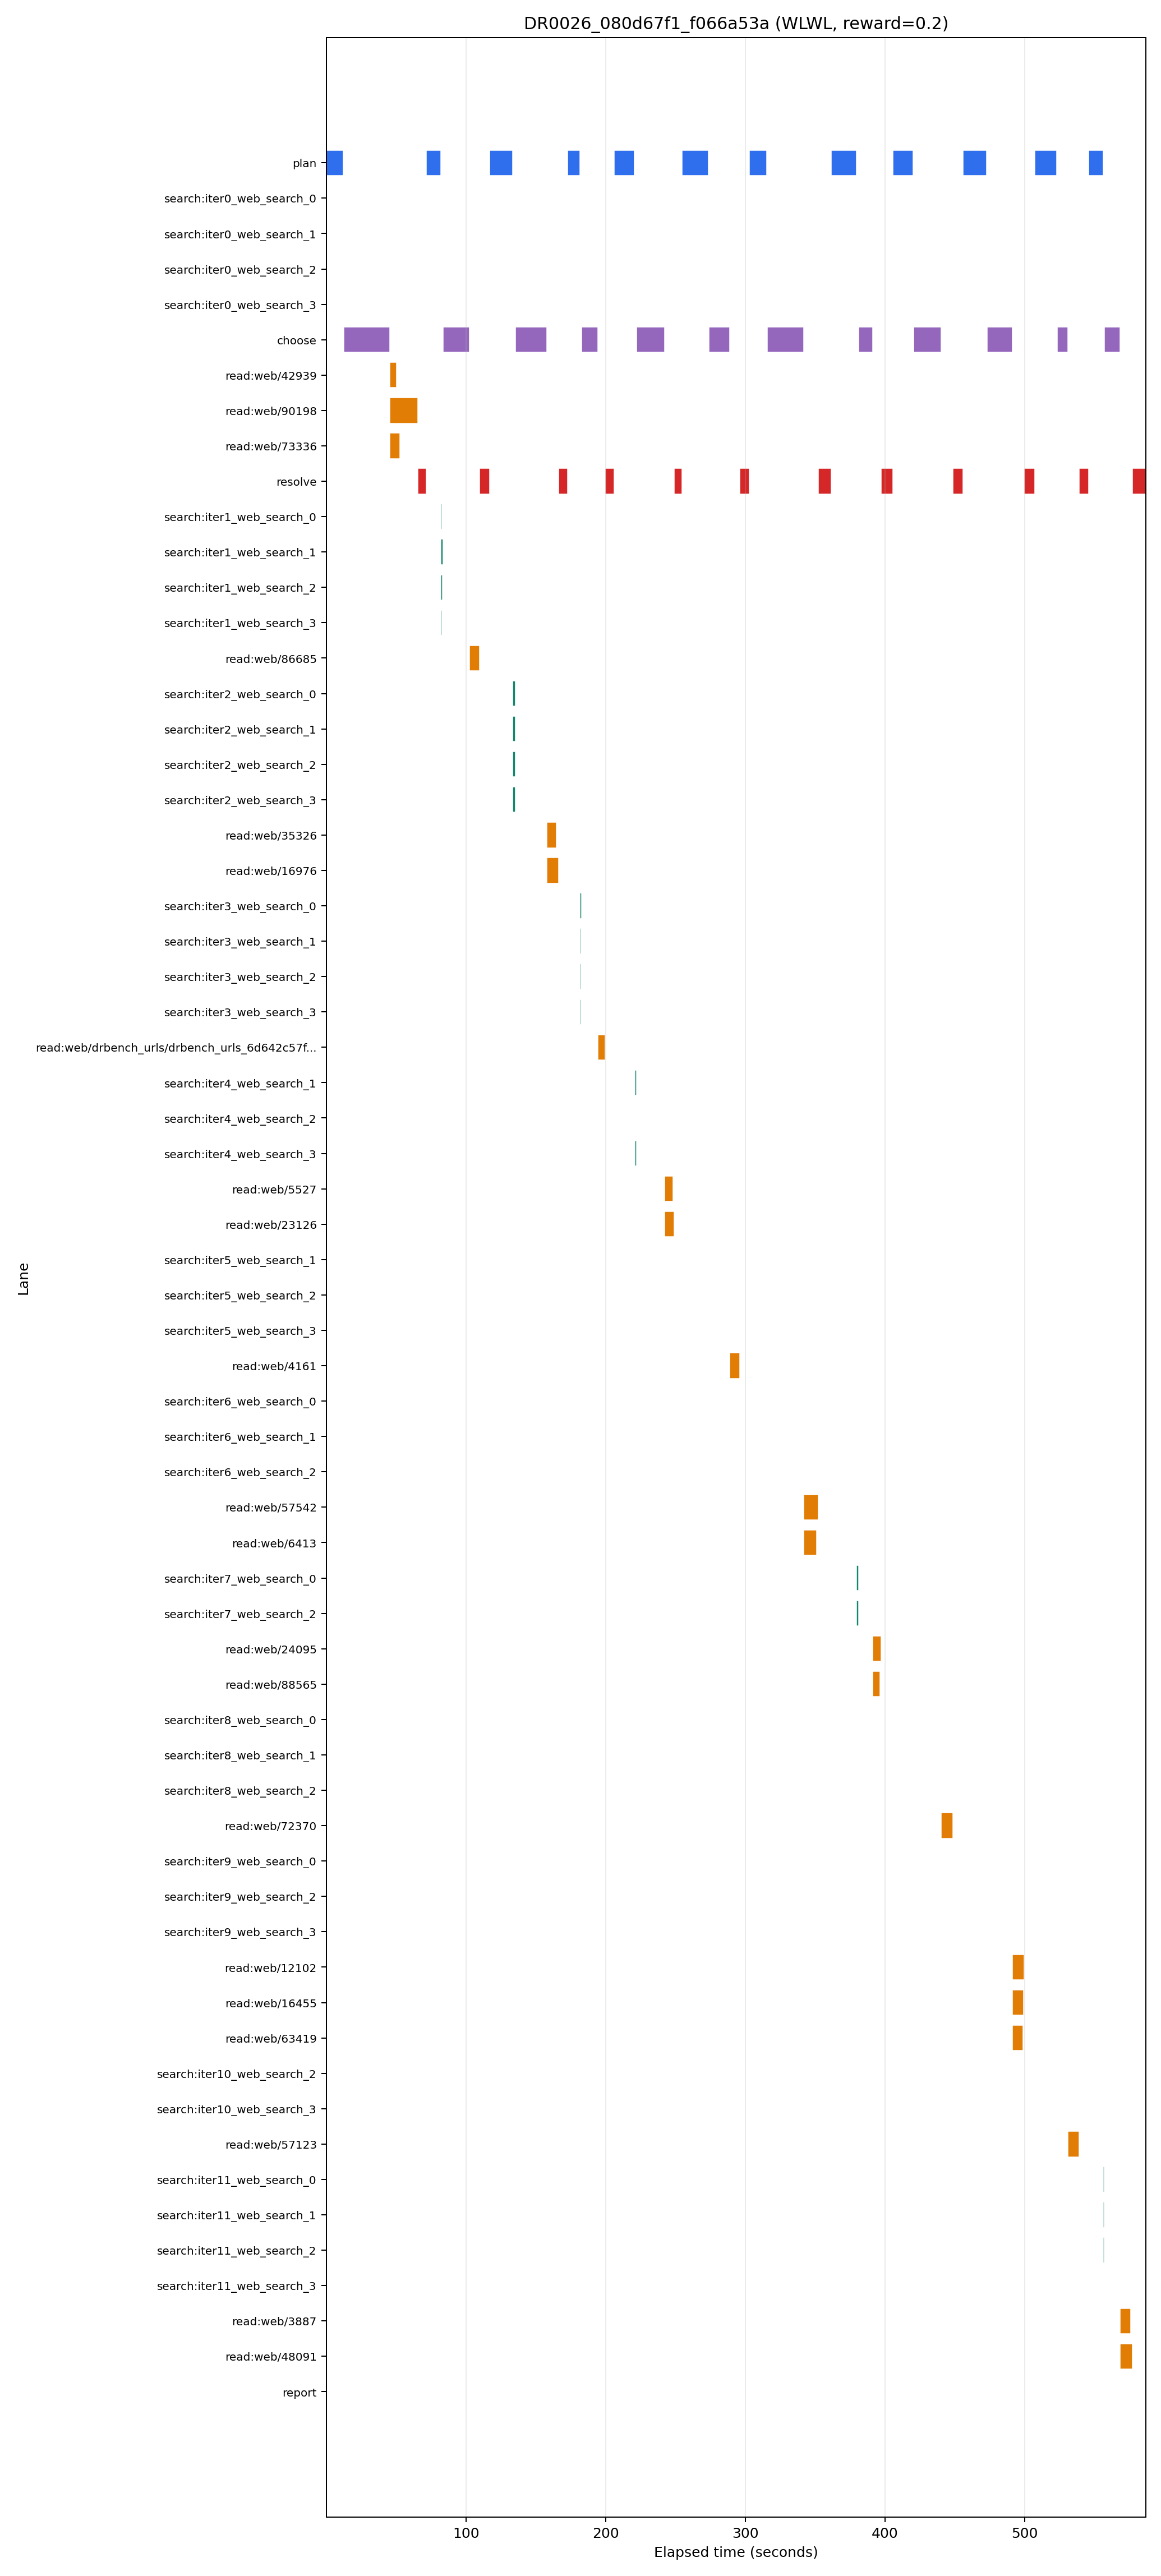 DR0026_080d67f1_f066a53a (WLWL, reward=0.2)
plan
search:iter0_web_search_0
search:iter0_web_search_1
search:iter0_web_search_2
search:iter0_web_search_3
choose
read:web/42939
read:web/90198
read:web/73336
resolve
search:iter1_web_search_0
search:iter1_web_search_1
search:iter1_web_search_2
search:iter1_web_search_3
read:web/86685
search:iter2_web_search_0
search:iter2_web_search_1
search:iter2_web_search_2
search:iter2_web_search_3
read:web/35326
read:web/16976
search:iter3_web_search_0
search:iter3_web_search_1
search:iter3_web_search_2
search:iter3_web_search_3
read:web/drbench_urls/drbench_urls_6d642c57f...
search:iter4_web_search_1
search:iter4_web_search_2
search:iter4_web_search_3
read:web/5527
read:web/23126
search:iter5_web_search_1
search:iter5_web_search_2
search:iter5_web_search_3
read:web/4161
search:iter6_web_search_0
search:iter6_web_search_1
search:iter6_web_search_2
read:web/57542
read:web/6413
search:iter7_web_search_0
search:iter7_web_search_2
read:web/24095
read:web/88565
search:iter8_web_search_0
search:iter8_web_search_1
search:iter8_web_search_2
read:web/72370
search:iter9_web_search_0
search:iter9_web_search_2
search:iter9_web_search_3
read:web/12102
read:web/16455
read:web/63419
search:iter10_web_search_2
search:iter10_web_search_3
read:web/57123
search:iter11_web_search_0
search:iter11_web_search_1
search:iter11_web_search_2
search:iter11_web_search_3
read:web/3887
read:web/48091
report
Lane
100 200 300 400 500
Elapsed time (seconds)